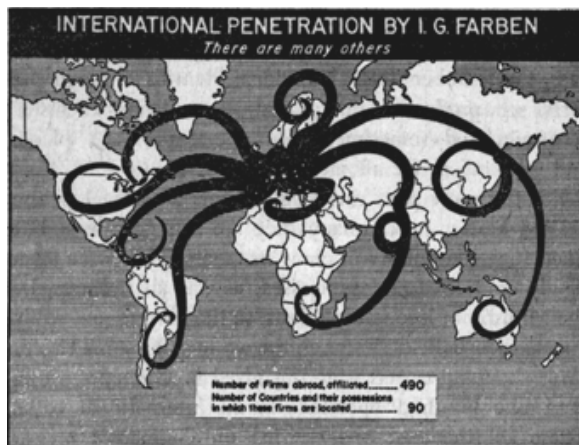 INTERNATIONAL PENETRATION BY I. G. FARBEN
There are many others
Number of Firms abroad, affiliated........ 490
Number of Countries and their possessions
in which these firms are located........ 90